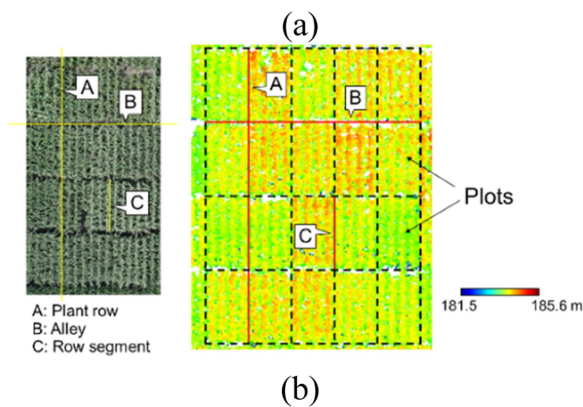 (a)
A
B
C
A: Plant row
B: Alley
C: Row segment
A
B
C
Plots
181.5 185.6 m
(b)